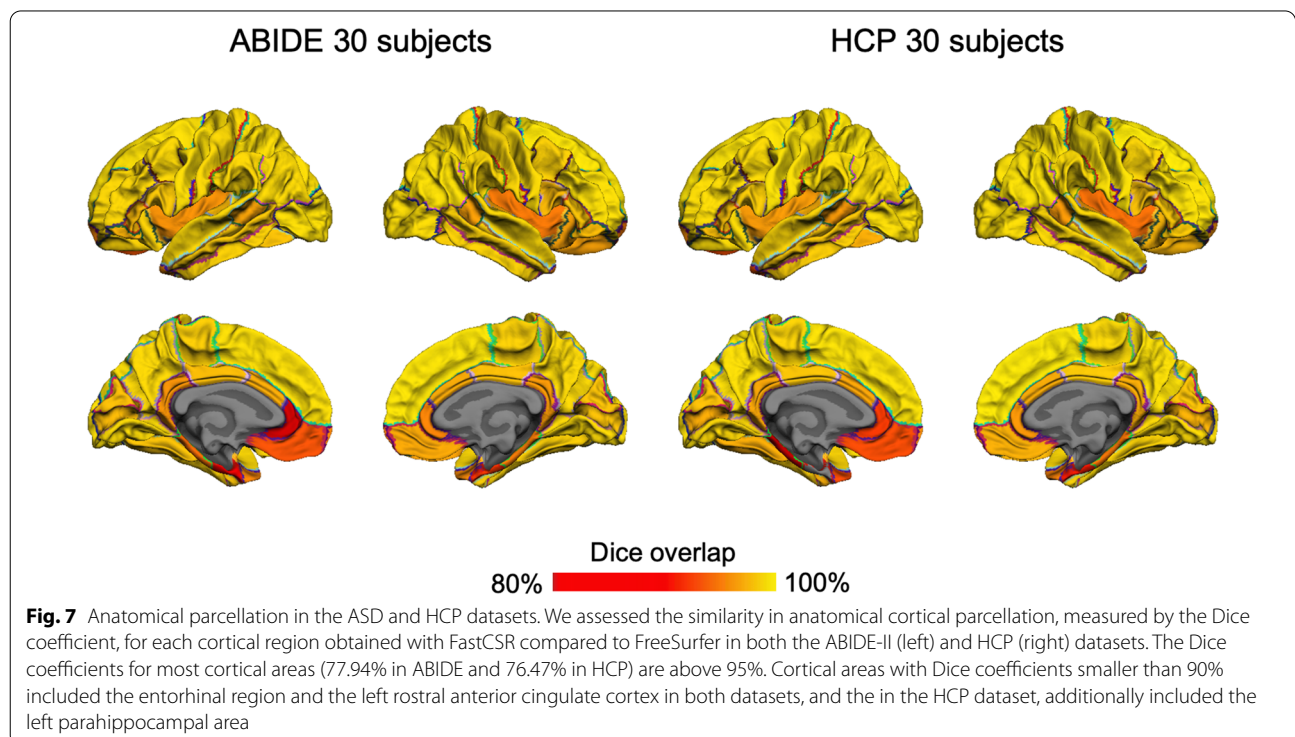 ABIDE 30 subjects
HCP 30 subjects
Dice overlap
80%
100%
Fig. 7 Anatomical parcellation in the ASD and HCP datasets. We assessed the similarity in anatomical cortical parcellation, measured by the Dice
coefficient, for each cortical region obtained with FastCSR compared to FreeSurfer in both the ABIDE-II (left) and HCP (right) datasets. The Dice
coefficients for most cortical areas (77.94% in ABIDE and 76.47% in HCP) are above 95%. Cortical areas with Dice coefficients smaller than 90%
included the entorhinal region and the left rostral anterior cingulate cortex in both datasets, and the in the HCP dataset, additionally included the
left parahippocampal area